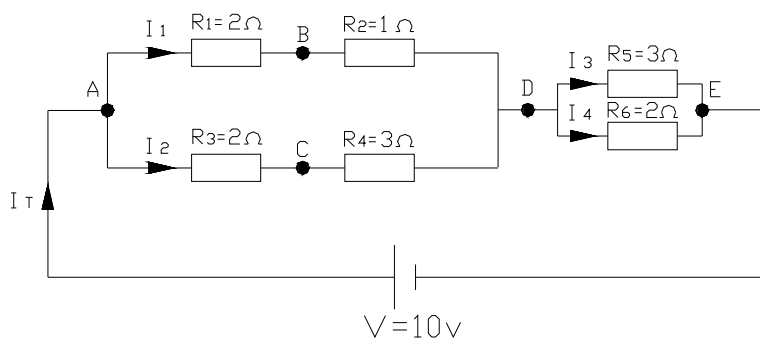 I1
R1=2Ω
B
R2=1Ω
A
D
I3
R5=3Ω
E
I4
R6=2Ω
I2
R3=2Ω
C
R4=3Ω
IT
V=10v